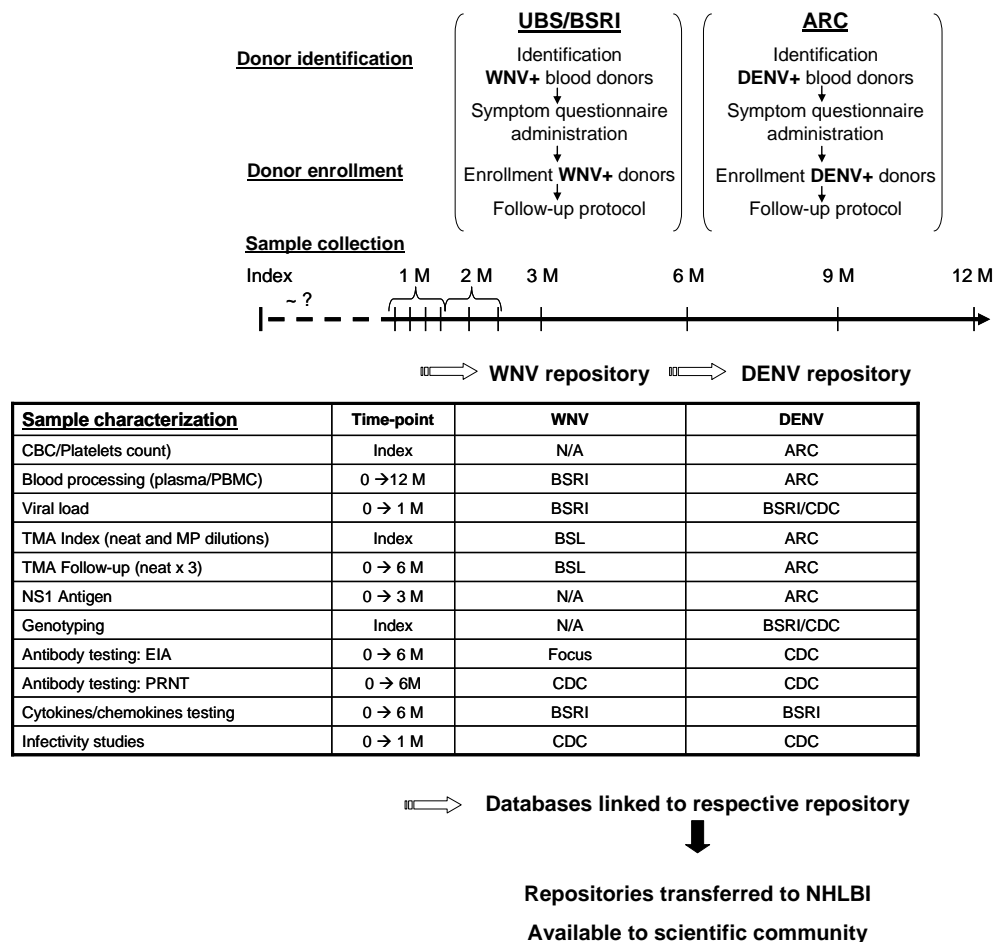 UBS/BSRI ARC
Donor identification
Identification Identification
WNV+ blood donors DENV+ blood donors
Symptom questionnaire Symptom questionnaire
administration administration
Donor enrollment
Enrollment WNV+ donors Enrollment DENV+ donors
Follow-up protocol Follow-up protocol
Sample collection
Index 1 M 2 M 3 M 6 M 9 M 12 M
~ ?
WNV repository DENV repository
Sample characterization Time-point WNV DENV
CBC/Platelets count) Index N/A ARC
Blood processing (plasma/PBMC) 0 →12 M BSRI ARC
Viral load 0 → 1 M BSRI BSRI/CDC
TMA Index (neat and MP dilutions) Index BSL ARC
TMA Follow-up (neat x 3) 0 → 6 M BSL ARC
NS1 Antigen 0 → 3 M N/A ARC
Genotyping Index N/A BSRI/CDC
Antibody testing: EIA 0 → 6 M Focus CDC
Antibody testing: PRNT 0 → 6M CDC CDC
Cytokines/chemokines testing 0 → 6 M BSRI BSRI
Infectivity studies 0 → 1 M CDC CDC
Databases linked to respective repository
Repositories transferred to NHLBI
Available to scientific community